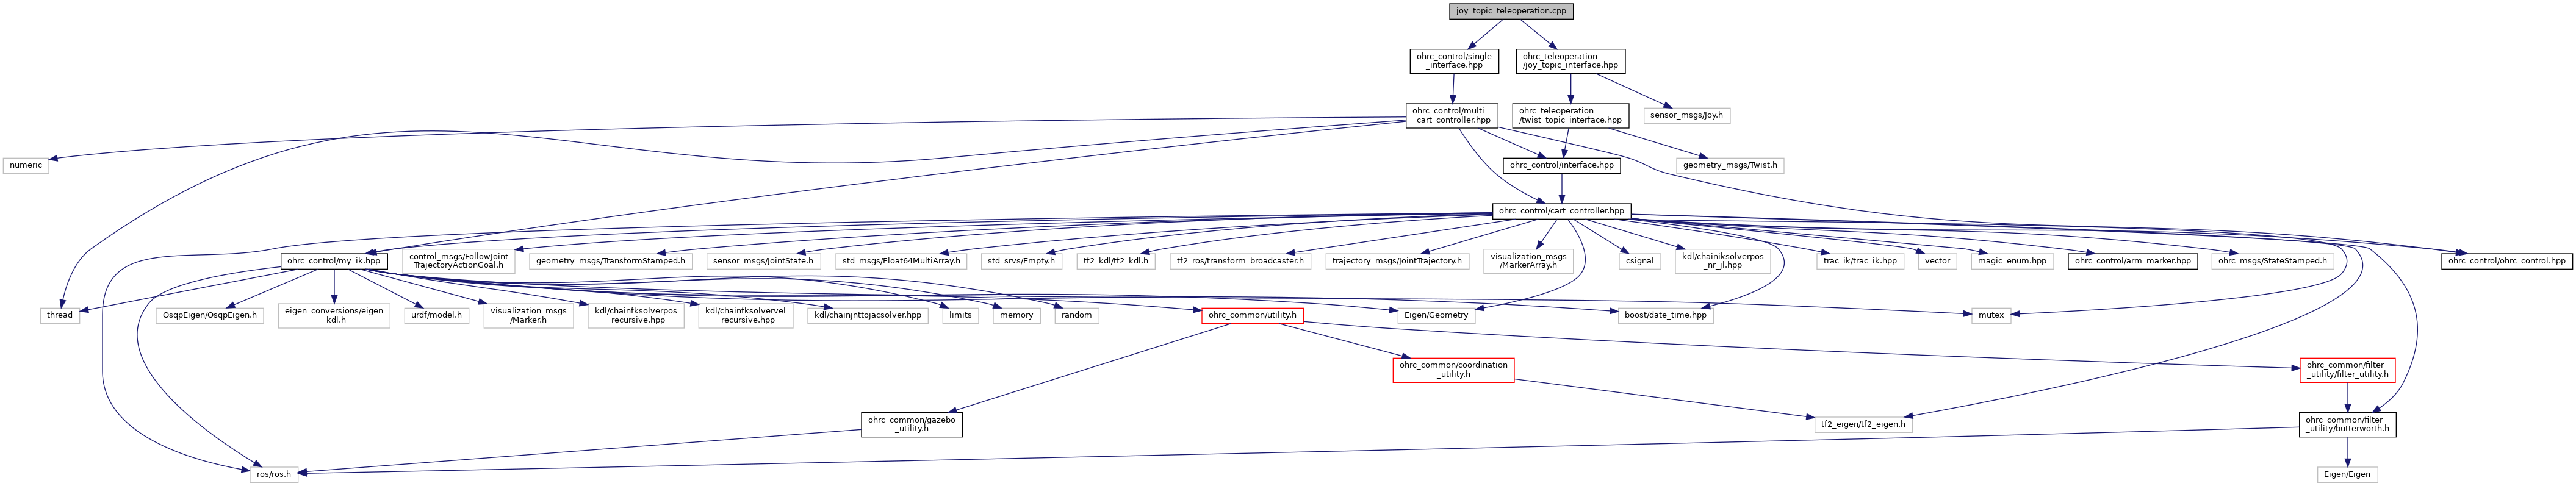 joy_topic_teleoperation.cpp
ohrc_control/single
_interface.hpp
ohrc_teleoperation
/joy_topic_interface.hpp
ohrc_control/multi
_cart_controller.hpp
ohrc_teleoperation
/twist_topic_interface.hpp
sensor_msgs/Joy.h
numeric
ohrc_control/interface.hpp
geometry_msgs/Twist.h
ohrc_control/cart_controller.hpp
ohrc_control/my_ik.hpp
control_msgs/FollowJoint
TrajectoryActionGoal.h
geometry_msgs/TransformStamped.h
sensor_msgs/JointState.h
std_msgs/Float64MultiArray.h
std_srvs/Empty.h
tf2_kdl/tf2_kdl.h
tf2_ros/transform_broadcaster.h
trajectory_msgs/JointTrajectory.h
visualization_msgs
/MarkerArray.h
csignal
kdl/chainiksolverpos
_nr_jl.hpp
trac_ik/trac_ik.hpp
vector
magic_enum.hpp
ohrc_control/arm_marker.hpp
ohrc_msgs/StateStamped.h
ohrc_control/ohrc_control.hpp
thread
OsqpEigen/OsqpEigen.h
eigen_conversions/eigen
_kdl.h
urdf/model.h
visualization_msgs
/Marker.h
kdl/chainfksolverpos
_recursive.hpp
kdl/chainfksolvervel
_recursive.hpp
kdl/chainjnttojacsolver.hpp
limits
memory
random
ohrc_common/utility.h
Eigen/Geometry
boost/date_time.hpp
mutex
ohrc_common/coordination
_utility.h
ohrc_common/filter
_utility/filter_utility.h
ohrc_common/gazebo
_utility.h
tf2_eigen/tf2_eigen.h
ohrc_common/filter
_utility/butterworth.h
ros/ros.h
Eigen/Eigen